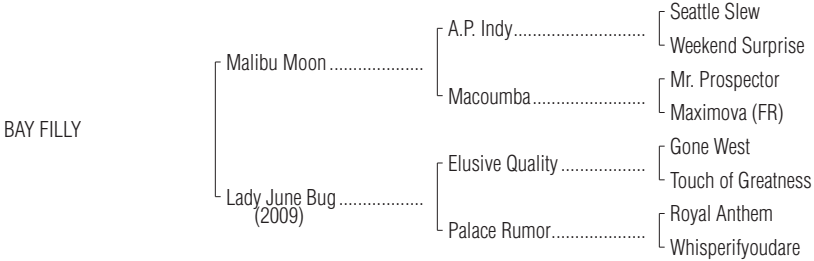 Seattle Slew
A.P. Indy............................
Weekend Surprise
Malibu Moon ....................
Mr. Prospector
Macoumba........................
Maximova (FR)
BAY FILLY
Gone West
Elusive Quality ..................
Touch of Greatness
Lady June Bug ..................
(2009)
Royal Anthem
Palace Rumor....................
Whisperifyoudare